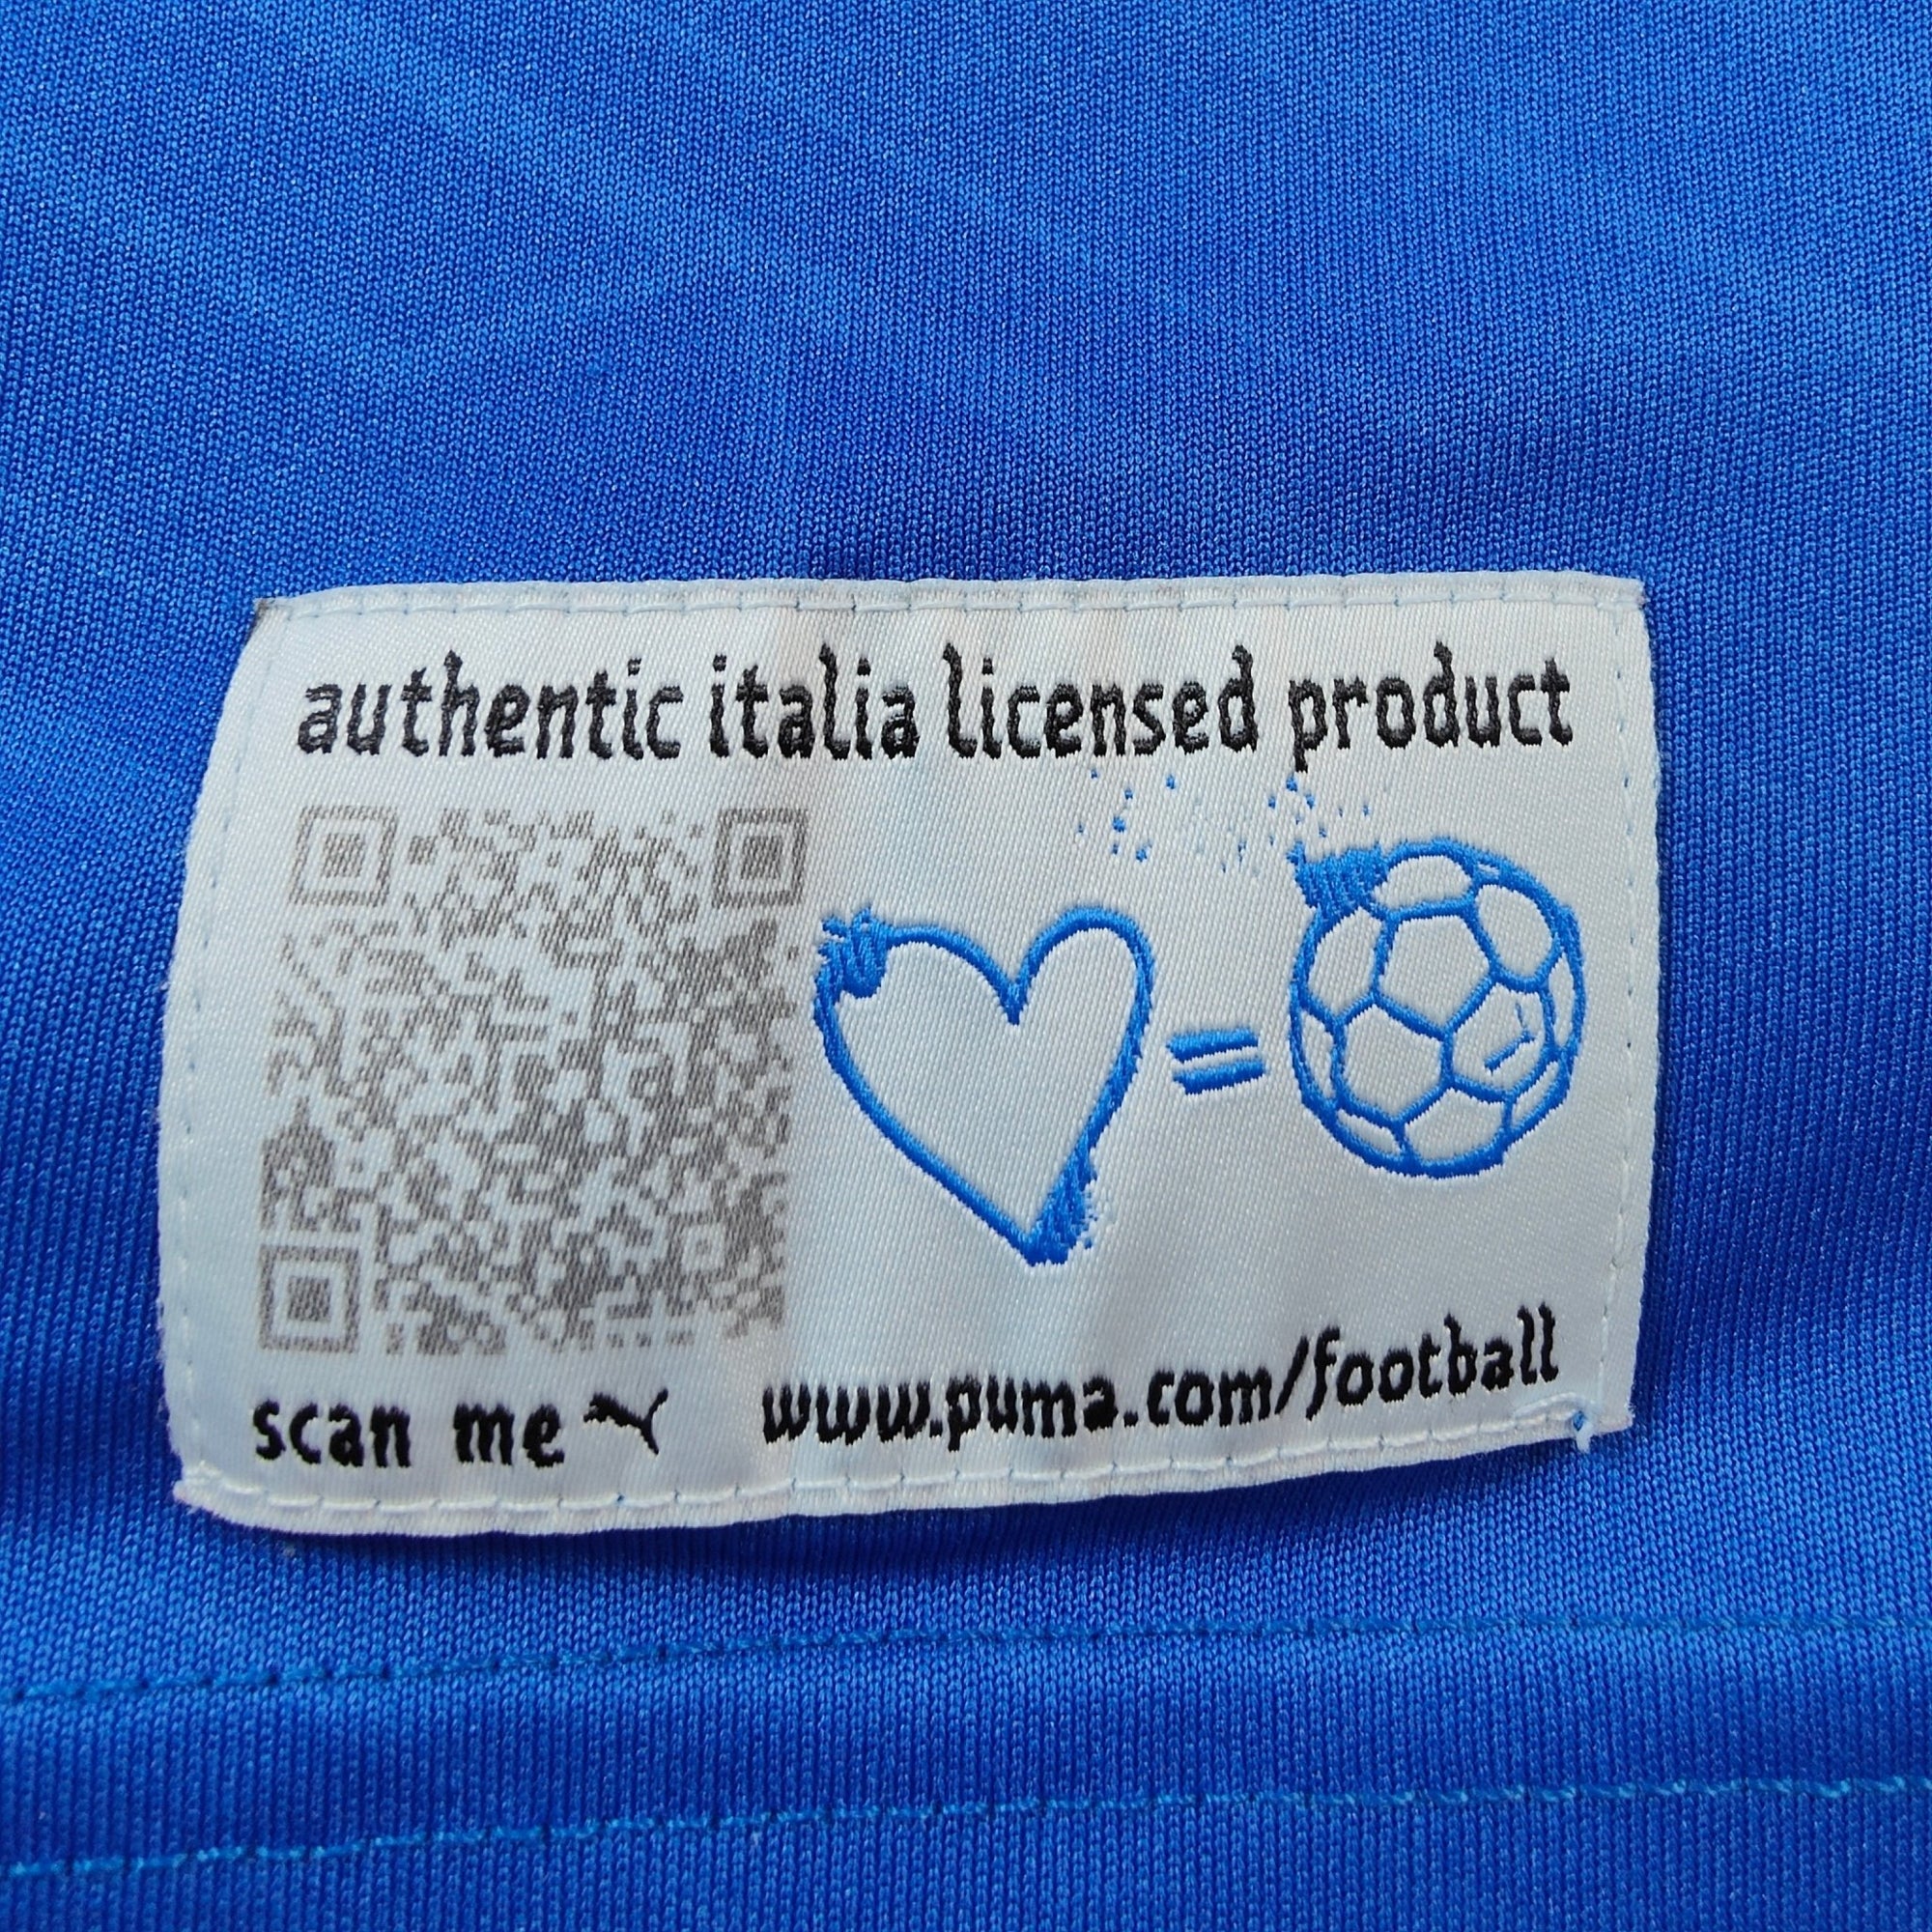 authentic italia licensed product
=
scan me
www.puma.com/football